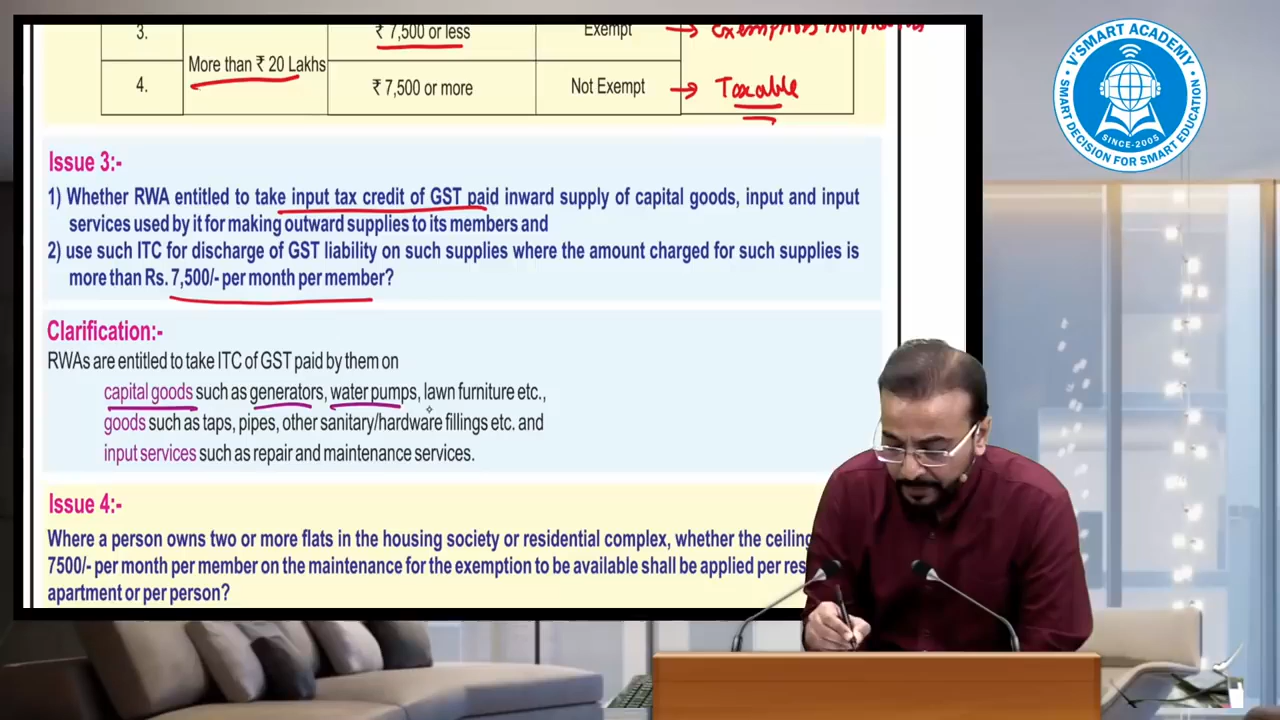 3.
₹ 7,500 or less
Exempt
More than ₹ 20 Lakhs
4.
₹ 7,500 or more
Not Exempt
Taxable
Issue 3:-
1) Whether RWA entitled to take input tax credit of GST paid inward supply of capital goods, input and input
services used by it for making outward supplies to its members and
2) use such ITC for discharge of GST liability on such supplies where the amount charged for such supplies is
more than Rs. 7,500/- per month per member?
Clarification:-
RWAs are entitled to take ITC of GST paid by them on
capital goods such as generators, water pumps, lawn furniture etc.,
goods such as taps, pipes, other sanitary/hardware fillings etc. and
input services such as repair and maintenance services.
Issue 4:-
Where a person owns two or more flats in the housing society or residential complex, whether the ceiling
7500/- per month per member on the maintenance for the exemption to be available shall be applied per res
apartment or per person?
V'SMART ACADEMY
SINCE-2005
SMART DECISION FOR SMART EDUCATION